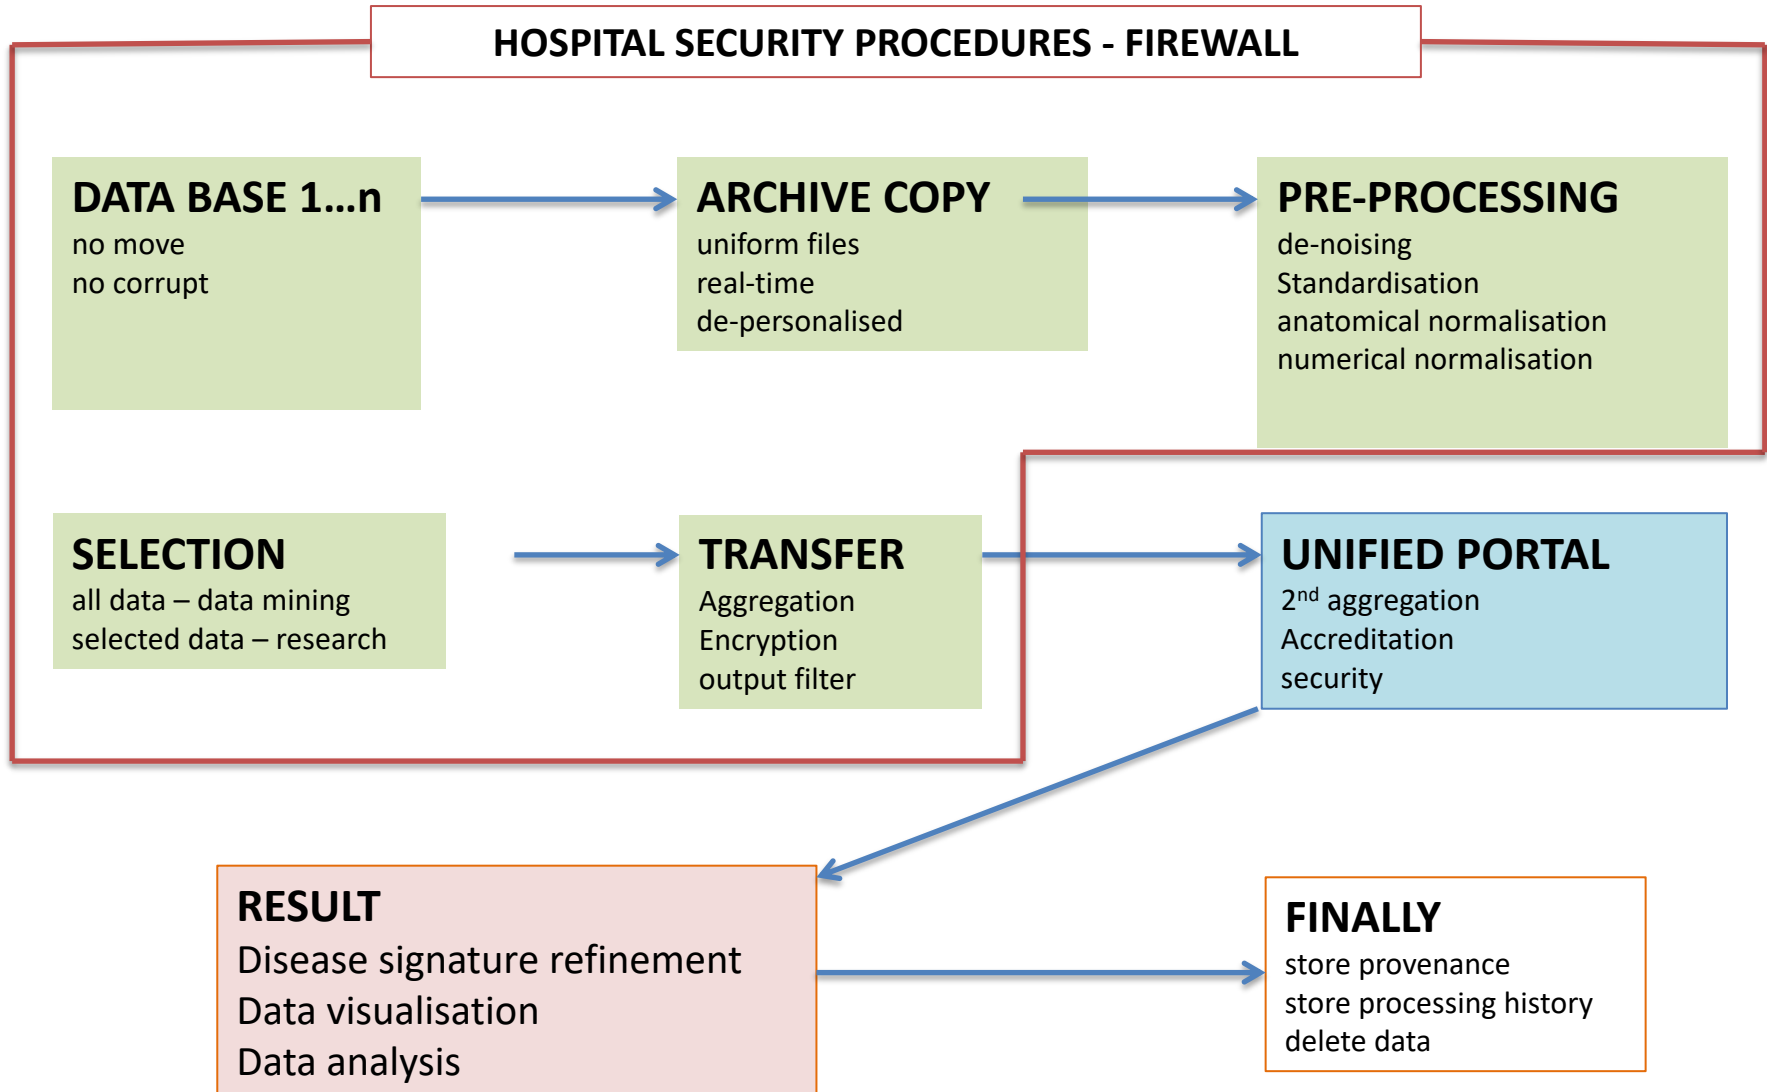 HOSPITAL SECURITY PROCEDURES - FIREWALL
DATA BASE 1...n
no move
no corrupt
ARCHIVE COPY
uniform files
real-time
de-personalised
PRE-PROCESSING
de-noising
Standardisation
anatomical normalisation
numerical normalisation
SELECTION
all data – data mining
selected data – research
TRANSFER
Aggregation
Encryption
output filter
UNIFIED PORTAL
2nd aggregation
Accreditation
security
RESULT
Disease signature refinement
Data visualisation
Data analysis
FINALLY
store provenance
store processing history
delete data